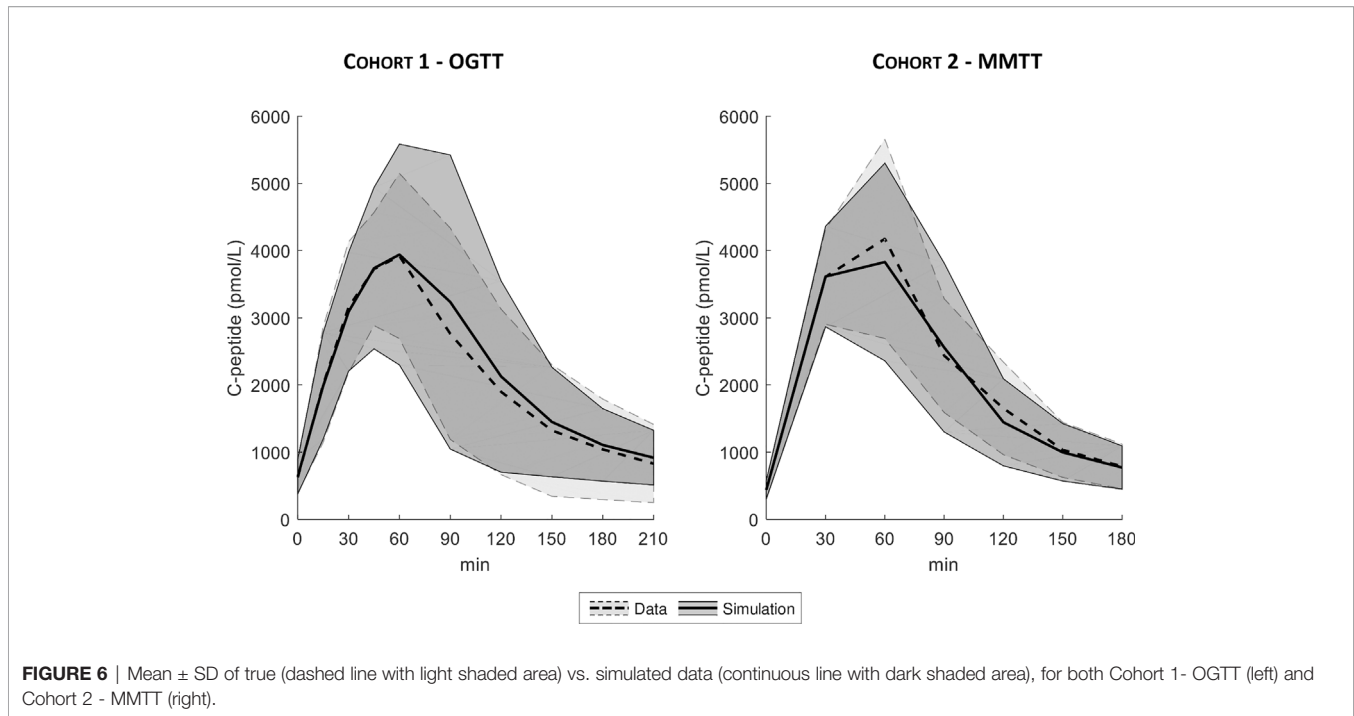 COHORT 1 - OGTT
COHORT 2 - MMTT
6000
5000
4000
3000
2000
1000
0
C-peptide (pmol/L)
0 30 60 90 120 150 180 210
min
6000
5000
4000
3000
2000
1000
0
C-peptide (pmol/L)
0 30 60 90 120 150 180
min
Data Simulation
FIGURE 6 | Mean ± SD of true (dashed line with light shaded area) vs. simulated data (continuous line with dark shaded area), for both Cohort 1- OGTT (left) and
Cohort 2 - MMTT (right).